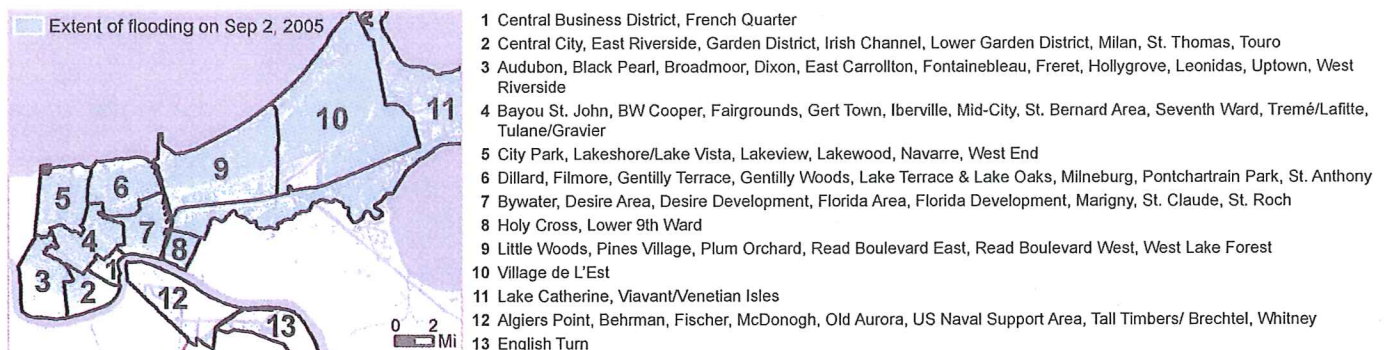 Extent of flooding on Sep 2, 2005
10
11
9
5
6
4
7
8
3
1
2
12
13
0 2
Mi
1 Central Business District, French Quarter
2 Central City, East Riverside, Garden District, Irish Channel, Lower Garden District, Milan, St. Thomas, Touro
3 Audubon, Black Pearl, Broadmoor, Dixon, East Carrollton, Fontainebleau, Freret, Hollygrove, Leonidas, Uptown, West
Riverside
4 Bayou St. John, BW Cooper, Fairgrounds, Gert Town, Iberville, Mid-City, St. Bernard Area, Seventh Ward, Tremé/Lafitte,
Tulane/Gravier
5 City Park, Lakeshore/Lake Vista, Lakeview, Lakewood, Navarre, West End
6 Dillard, Filmore, Gentilly Terrace, Gentilly Woods, Lake Terrace & Lake Oaks, Milneburg, Pontchartrain Park, St. Anthony
7 Bywater, Desire Area, Desire Development, Florida Area, Florida Development, Marigny, St. Claude, St. Roch
8 Holy Cross, Lower 9th Ward
9 Little Woods, Pines Village, Plum Orchard, Read Boulevard East, Read Boulevard West, West Lake Forest
10 Village de L'Est
11 Lake Catherine, Viavant/Venetian Isles
12 Algiers Point, Behrman, Fischer, McDonogh, Old Aurora, US Naval Support Area, Tall Timbers/ Brechtel, Whitney
13 English Turn